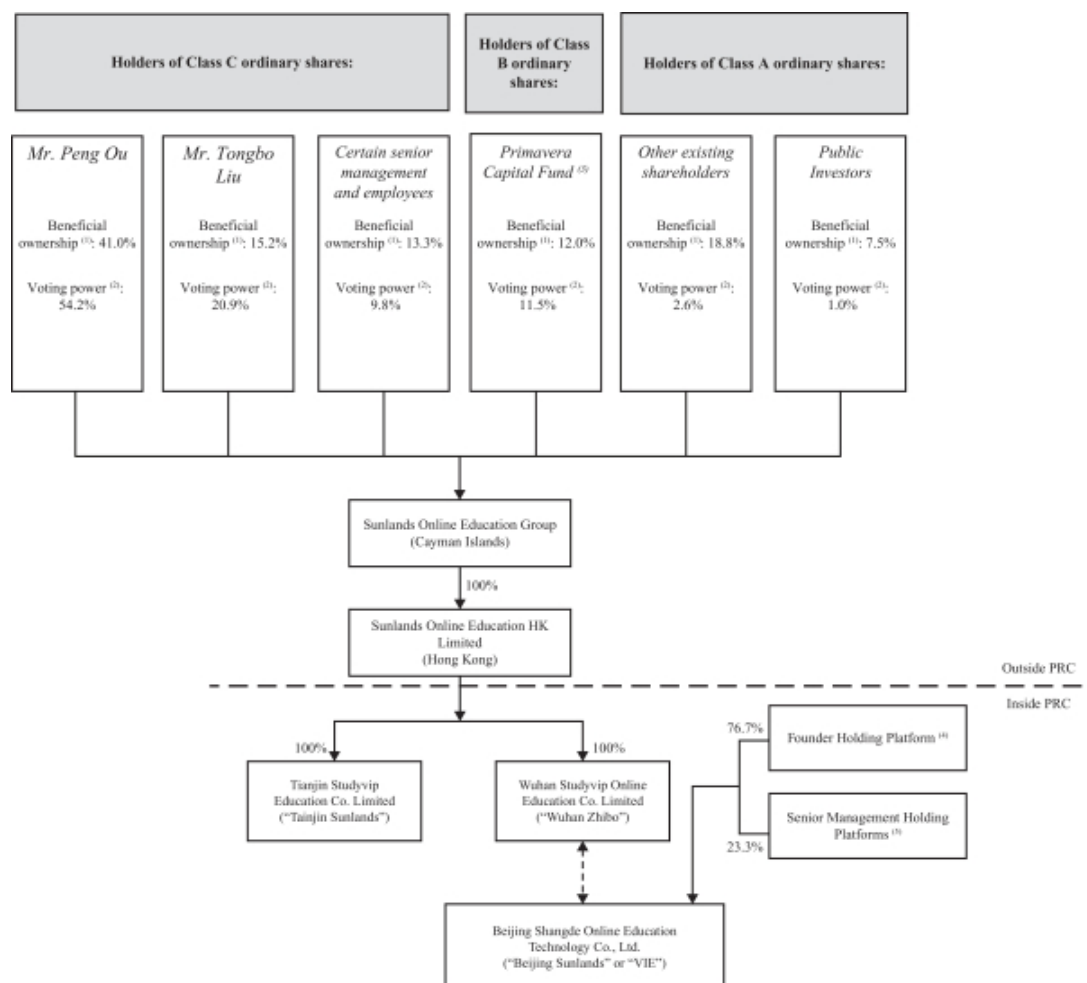 Holders of Class C ordinary shares:
Holders of Class
B ordinary
shares:
Holders of Class A ordinary shares:
Mr. Peng Ou
Beneficial
ownership (1): 41.0%
Voting power (2):
54.2%
Mr. Tongbo
Liu
Beneficial
ownership (1): 15.2%
Voting power (2):
20.9%
Certain senior
management
and employees
Beneficial
ownership (1): 13.3%
Voting power (2):
9.8%
Primavera
Capital Fund (3)
Beneficial
ownership (1): 12.0%
Voting power (2):
11.5%
Other existing
shareholders
Beneficial
ownership (1): 18.8%
Voting power (2):
2.6%
Public
Investors
Beneficial
ownership (1): 7.5%
Voting power (2):
1.0%
Sunlands Online Education Group
(Cayman Islands)
100%
Sunlands Online Education HK
Limited
(Hong Kong)
Outside PRC
Inside PRC
100%
100%
76.7%
Founder Holding Platform (4)
Tianjin Studyvip
Education Co. Limited
(“Tainjin Sunlands”)
Wuhan Studyvip Online
Education Co. Limited
(“Wuhan Zhibo”)
Senior Management Holding
Platforms (5)
23.3%
Beijing Shangde Online Education
Technology Co., Ltd.
(“Beijing Sunlands” or “VIE”)